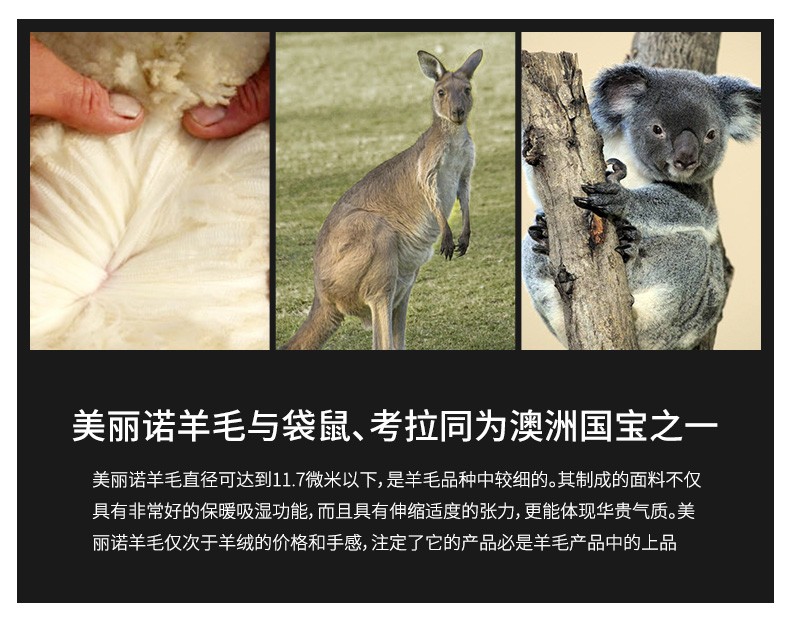 美丽诺羊毛与袋鼠、考拉同为澳洲国宝之一
美丽诺羊毛直径可达到11.7微米以下，是羊毛品种中较细的。其制成的面料不仅
具有非常好的保暖吸湿功能，而且具有伸缩适度的张力，更能体现华贵气质。美
丽诺羊毛仅次于羊绒的价格和手感，注定了它的产品必是羊毛产品中的上品